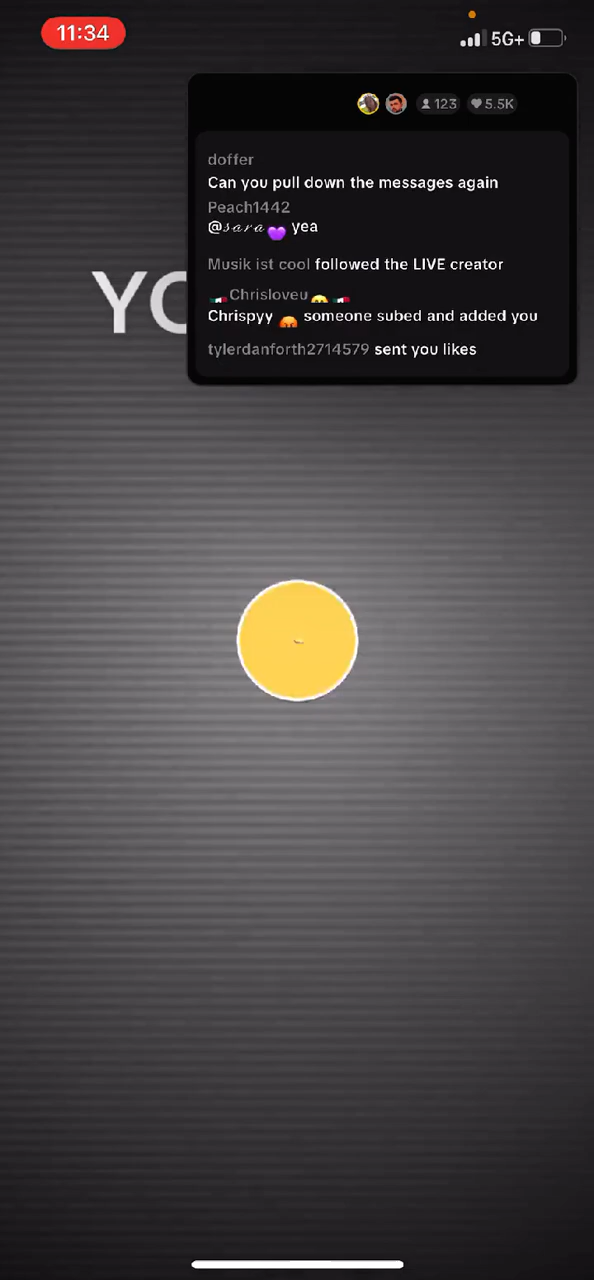 11:34
5G+
123 5.5K
doffer
Can you pull down the messages again
Peach1442
@𝓈𝒶𝓇𝒶💜 yea
Musik ist cool followed the LIVE creator
🇲🇽Chrisloveu😄🇲🇽
Chrispyy 😡 someone subed and added you
tylerdanforth2714579 sent you likes
YO